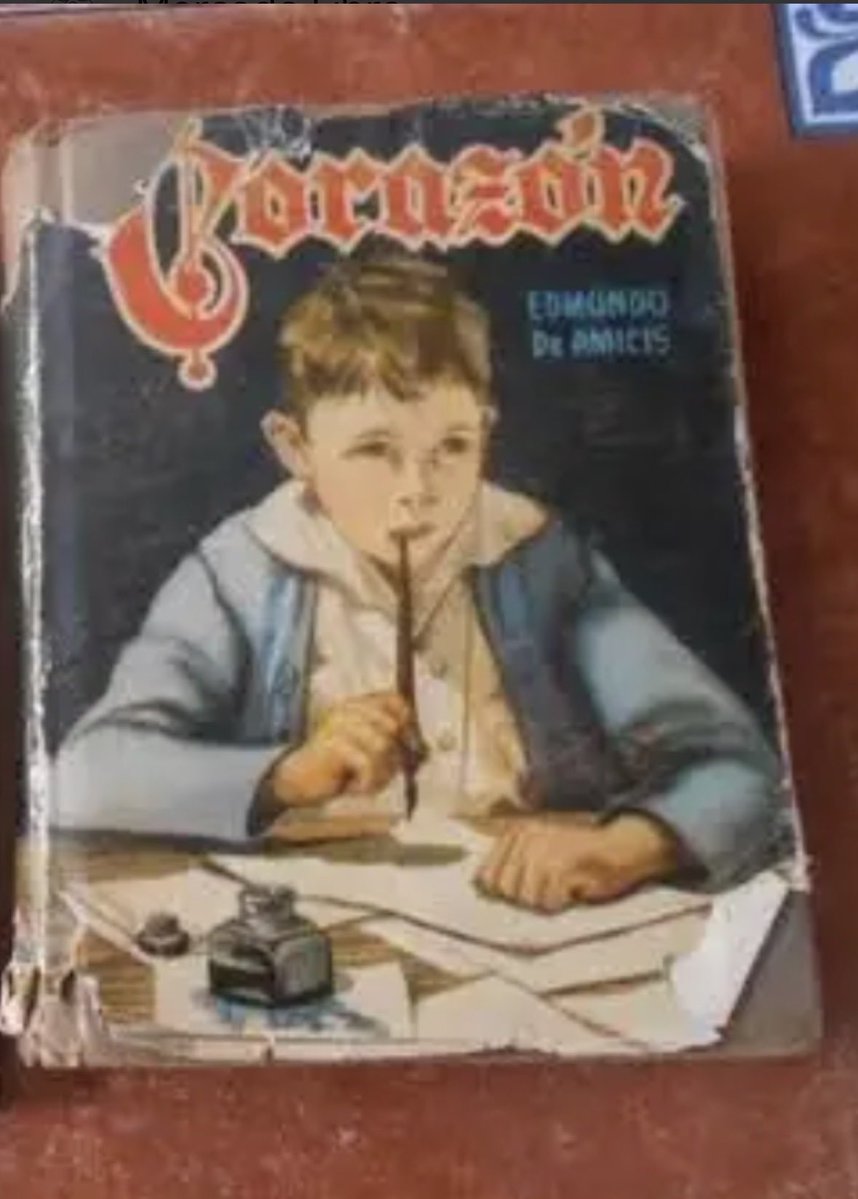 Corazón
EDMUNDO
De AMICIS